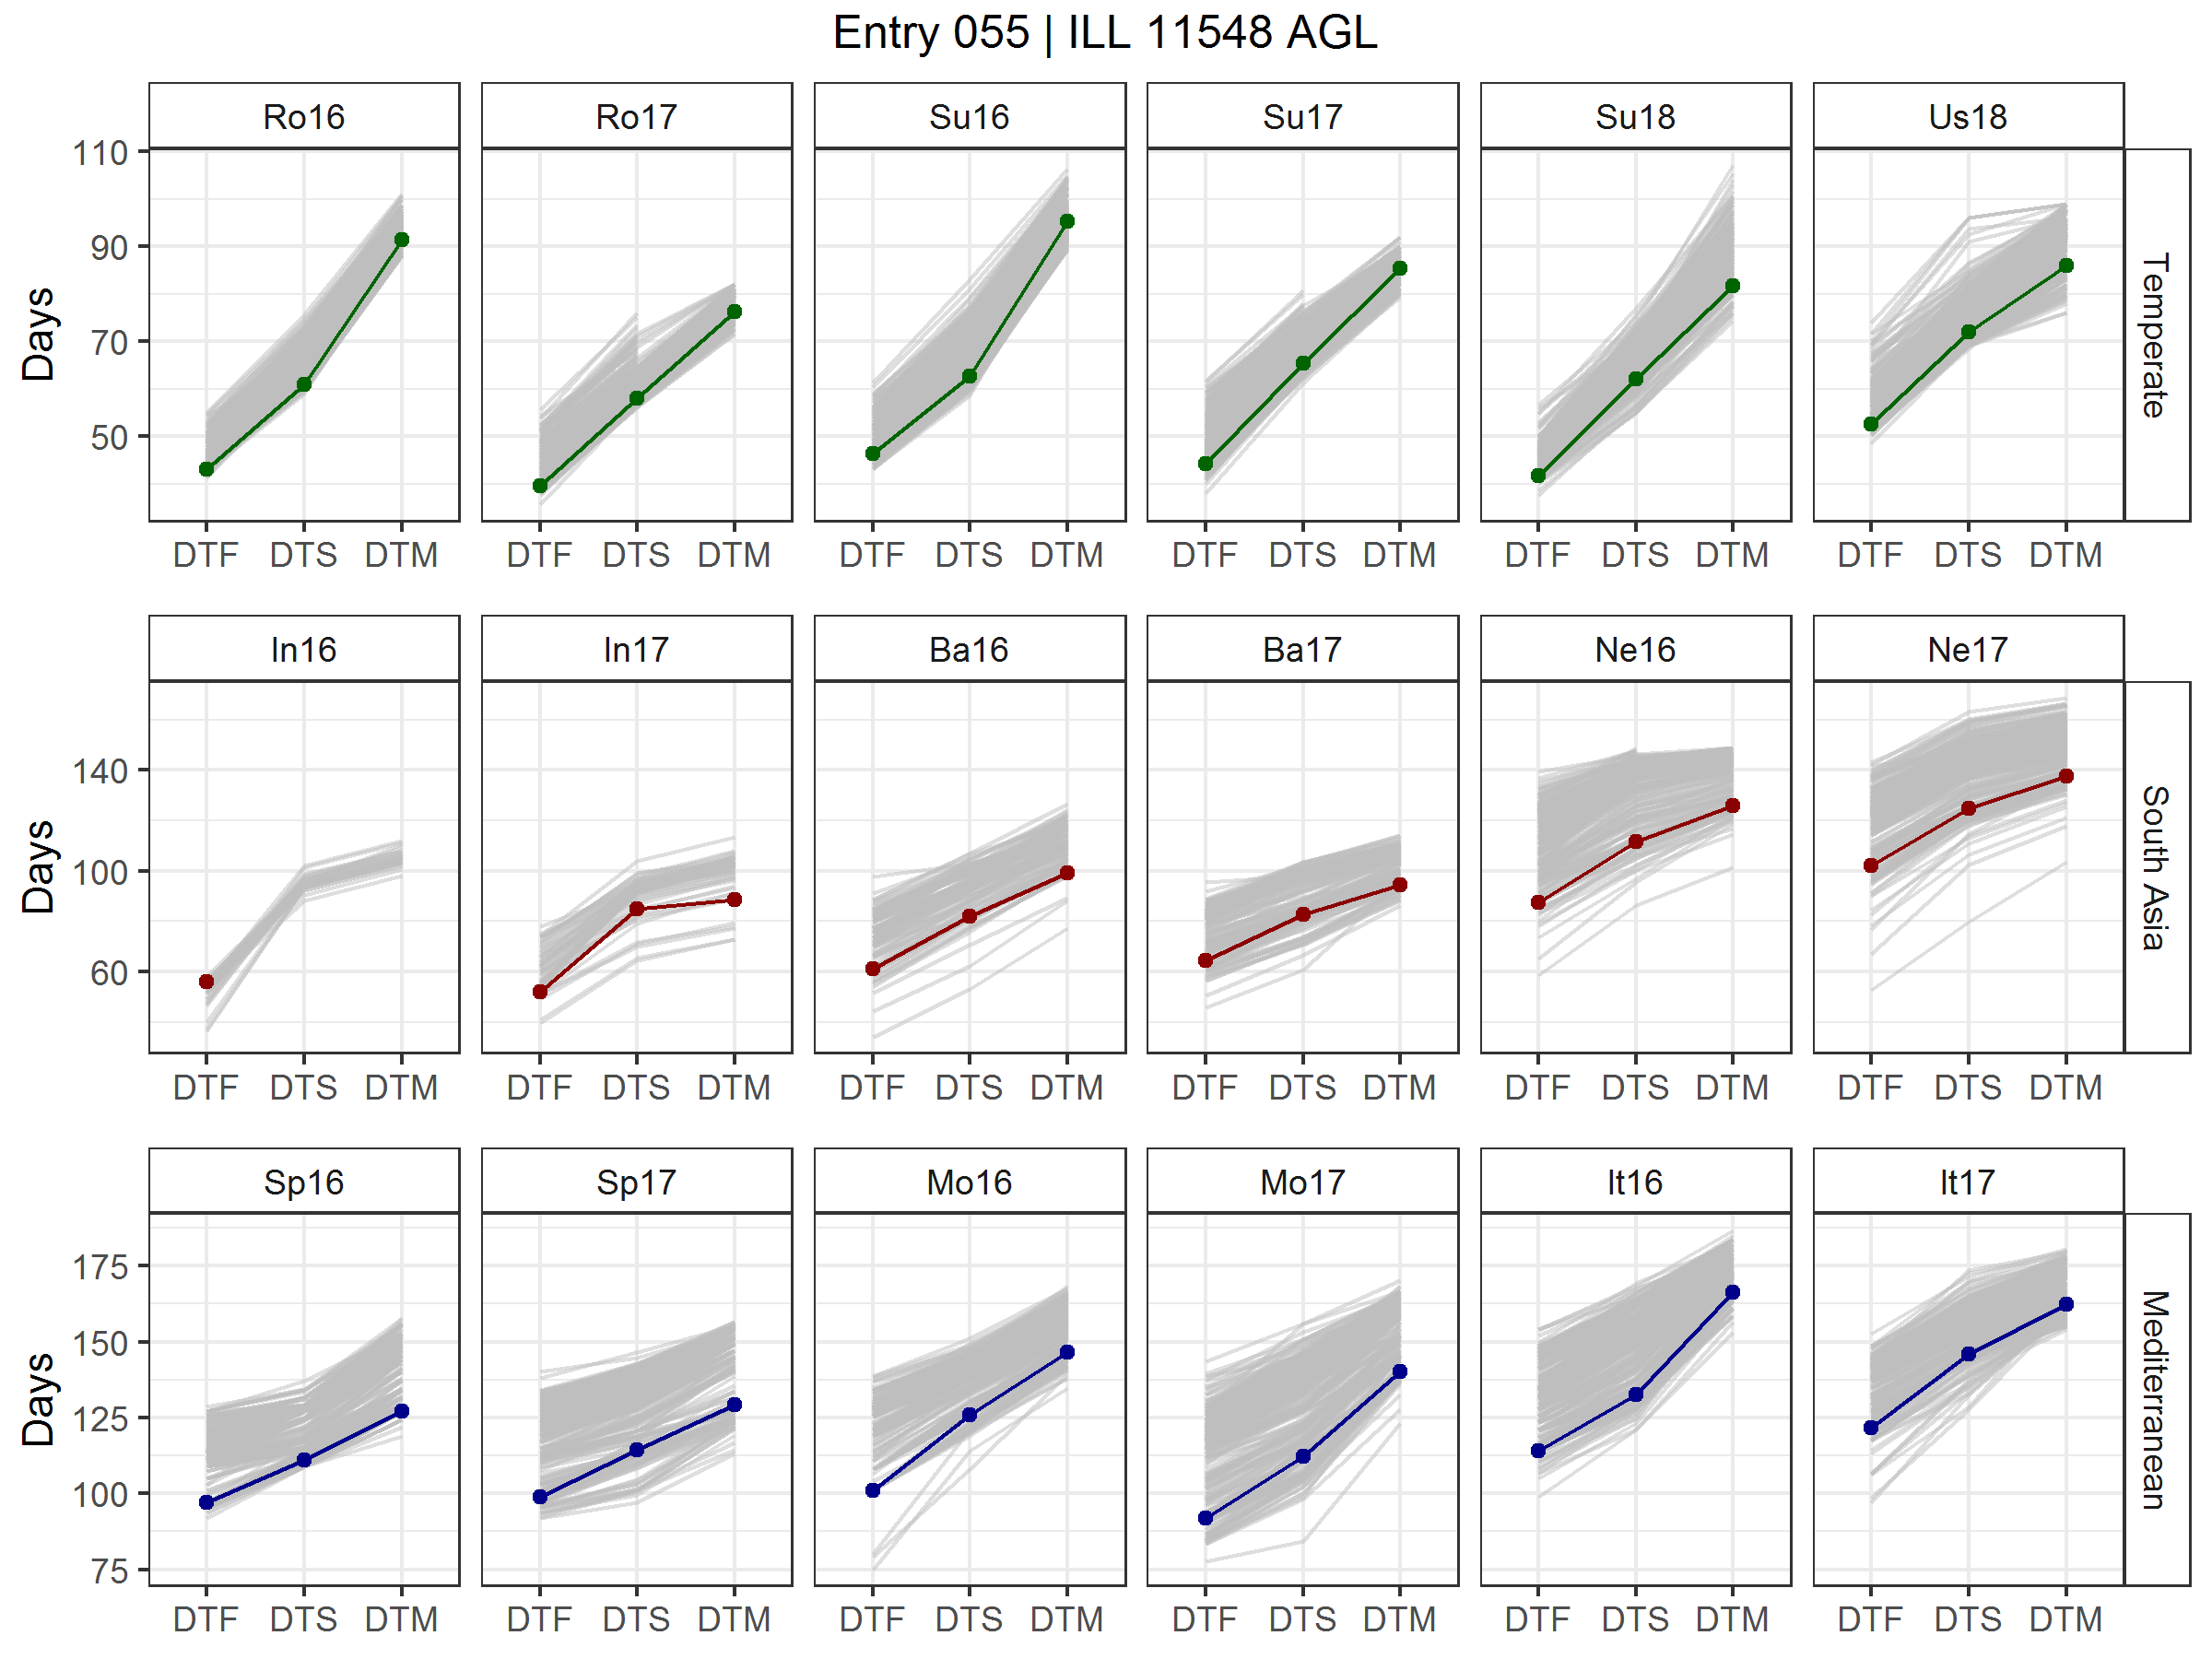 Entry 055 | ILL 11548 AGL
Ro16 Ro17 Su16 Su17 Su18 Us18
110
90
70
50
Days
Temperate
DTF DTS DTM DTF DTS DTM DTF DTS DTM DTF DTS DTM DTF DTS DTM DTF DTS DTM
In16 In17 Ba16 Ba17 Ne16 Ne17
140
100
60
Days
South Asia
DTF DTS DTM DTF DTS DTM DTF DTS DTM DTF DTS DTM DTF DTS DTM DTF DTS DTM
Sp16 Sp17 Mo16 Mo17 It16 It17
175
150
125
100
75
Days
Mediterranean
DTF DTS DTM DTF DTS DTM DTF DTS DTM DTF DTS DTM DTF DTS DTM DTF DTS DTM